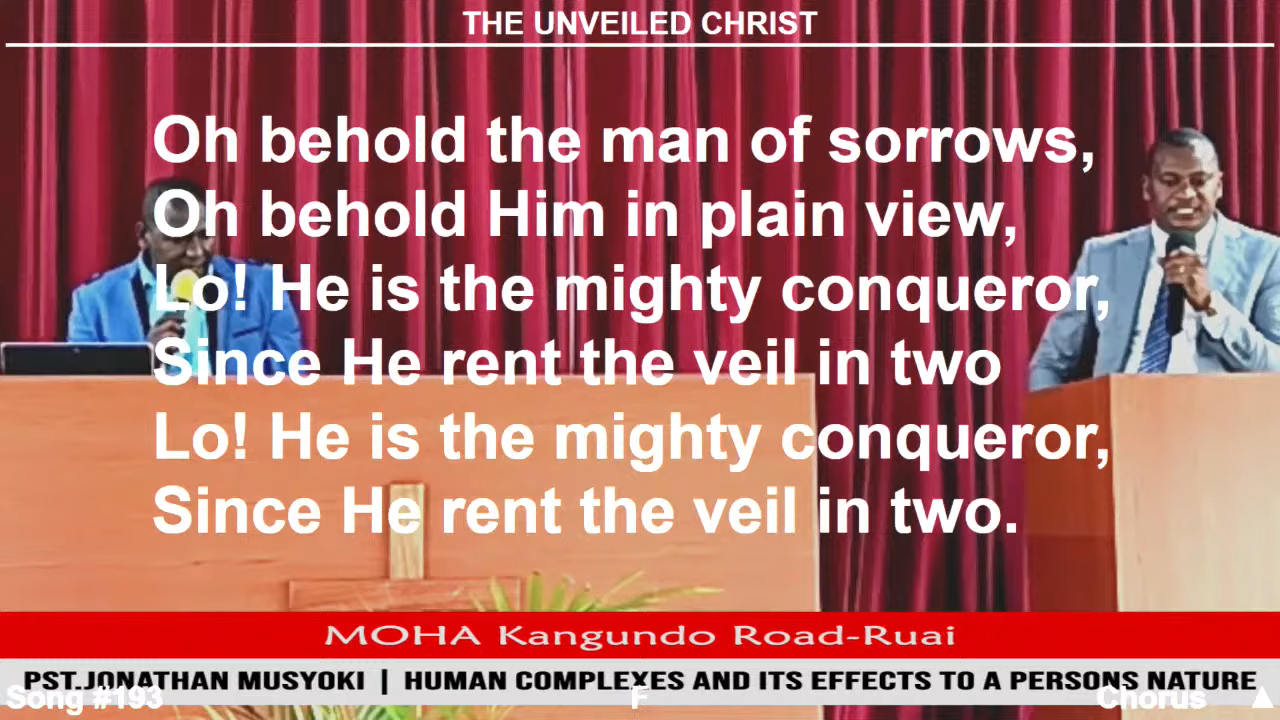 THE UNVEILED CHRIST
Oh behold the man of sorrows,
Oh behold Him in plain view,
Lo! He is the mighty conqueror,
Since He rent the veil in two
Lo! He is the mighty conqueror,
Since He rent the veil in two.
MOHA Kangundo Road-Ruai
PST.JONATHAN MUSYOKI | HUMAN COMPLEXES AND ITS EFFECTS TO A PERSONS NATURE
Song #193 F Chorus ▲